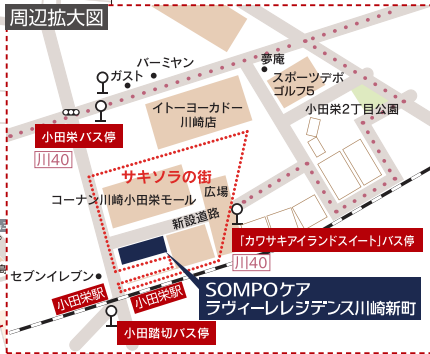 周辺拡大図
バーミヤン
ガスト
夢庵
スポーツデポ
ゴルフ5
イトーヨーカドー
川崎店
小田栄2丁目公園
小田栄バス停
川40
サキソラの街
コーナン川崎小田栄モール
広場
新設道路
「カワサキアイランドスイート」バス停
川40
セブンイレブン
小田栄駅
小田栄駅
SOMPOケア
ラヴィーレレジデンス川崎新町
小田踏切バス停